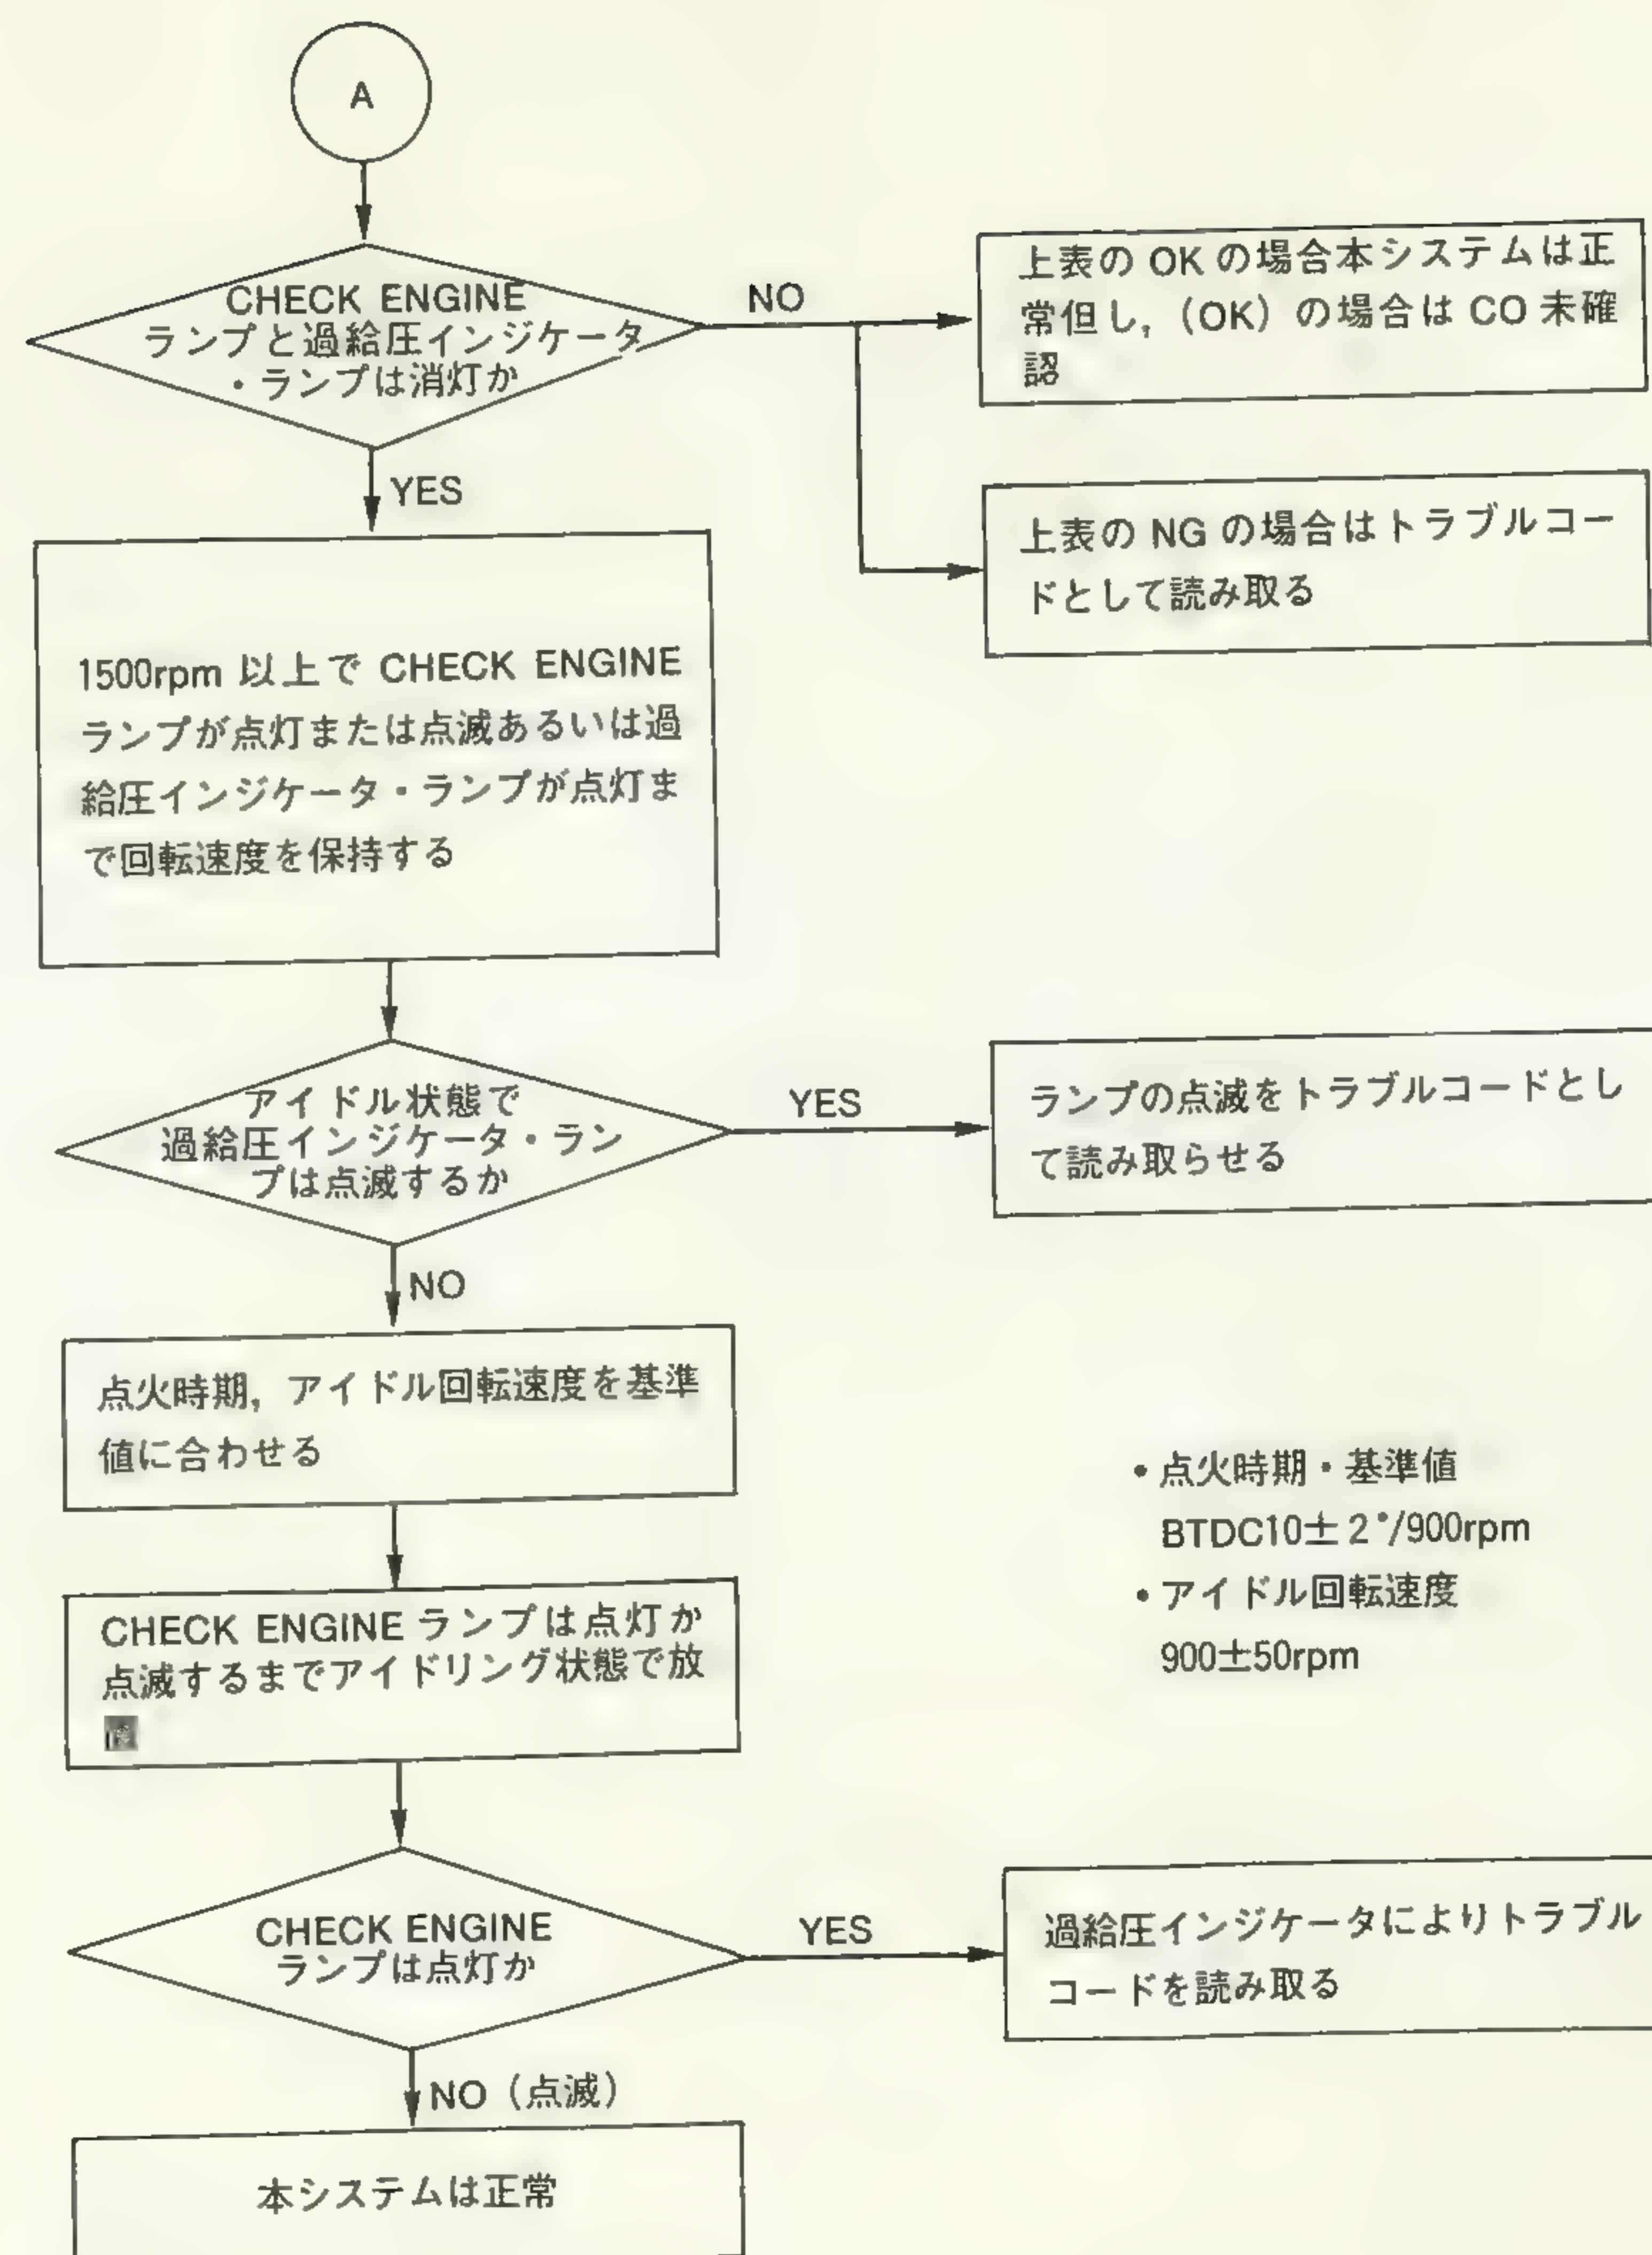 A
CHECK ENGINE
ランプと過給圧インジケータ
・ランプは消灯か
NO
上表の OK の場合本システムは正
常但し,（OK）の場合は CO 未確
認
YES
上表の NG の場合はトラブルコー
ドとして読み取る
1500rpm 以上で CHECK ENGINE
ランプが点灯または点滅あるいは過
給圧インジケータ・ランプが点灯ま
で回転速度を保持する
アイドル状態で
過給圧インジケータ・ラン
プは点滅するか
YES
ランプの点滅をトラブルコードとし
て読み取らせる
NO
点火時期, アイドル回転速度を基準
値に合わせる
• 点火時期・基準値
BTDC10±2°/900rpm
• アイドル回転速度
900±50rpm
CHECK ENGINE ランプは点灯か
点滅するまでアイドリング状態で放
CHECK ENGINE
ランプは点灯か
YES
過給圧インジケータによりトラブル
コードを読み取る
NO（点滅）
本システムは正常